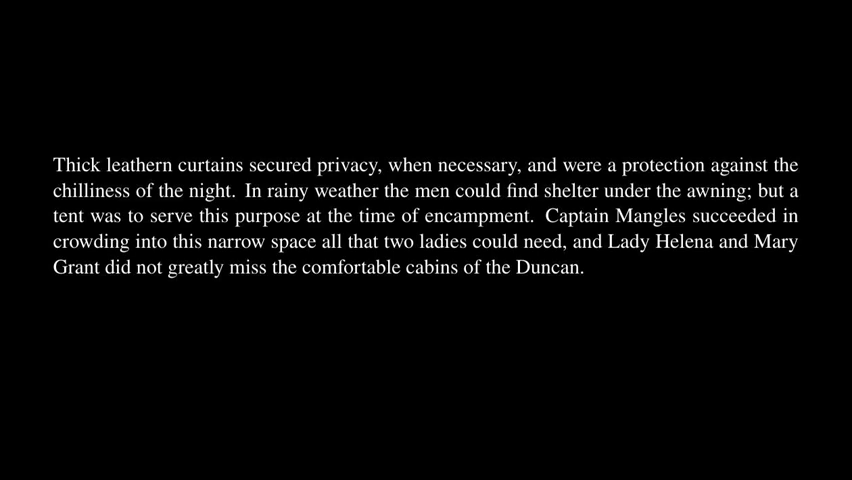 Thick leathern curtains secured privacy, when necessary, and were a protection against the
chilliness of the night. In rainy weather the men could find shelter under the awning; but a
tent was to serve this purpose at the time of encampment. Captain Mangles succeeded in
crowding into this narrow space all that two ladies could need, and Lady Helena and Mary
Grant did not greatly miss the comfortable cabins of the Duncan.